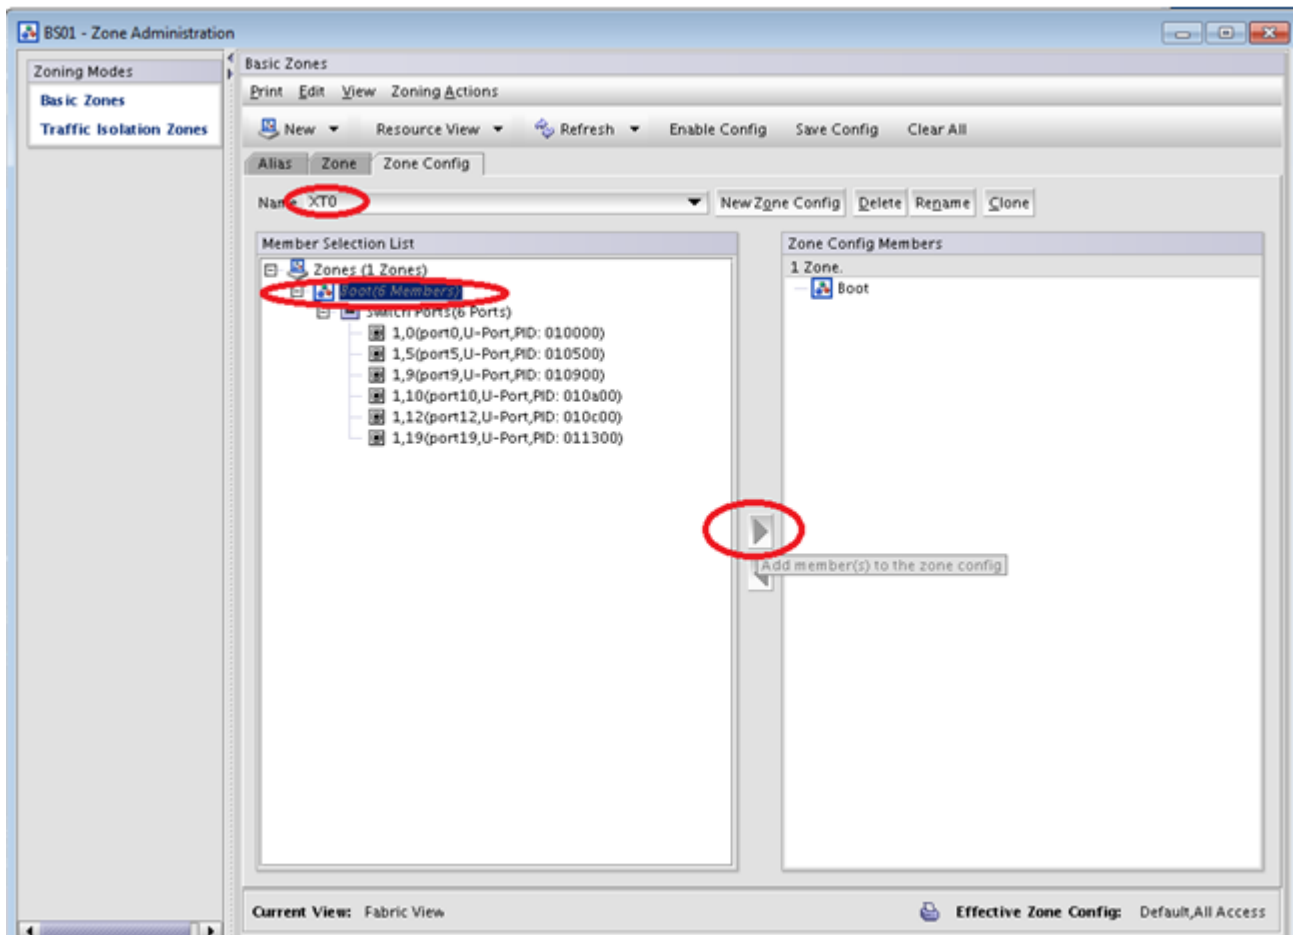 BS01 - Zone Administration
Zoning Modes
Basic Zones
Traffic Isolation Zones
Basic Zones
Print Edit View Zoning Actions
New Resource View Refresh Enable Config Save Config Clear All
Alias Zone Zone Config
Name XT0 New Zone Config Delete Rename Clone
Member Selection List
Zones (1 Zones)
Boot(6 Members)
Switch Ports(6 Ports)
1,0(port0,U-Port,PID: 010000)
1,5(port5,U-Port,PID: 010500)
1,9(port9,U-Port,PID: 010900)
1,10(port10,U-Port,PID: 010a00)
1,12(port12,U-Port,PID: 010c00)
1,19(port19,U-Port,PID: 011300)
Add member(s) to the zone config
Zone Config Members
1 Zone.
Boot
Current View: Fabric View
Effective Zone Config: Default,All Access